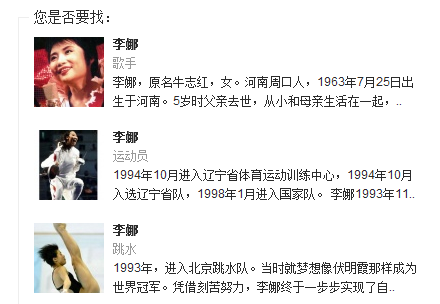 您是否要找：
李娜
歌手
李娜，原名牛志红，女。河南周口人，1963年7月25日出
生于河南。5岁时父亲去世，从小和母亲生活在一起，..
李娜
运动员
1994年10月进入辽宁省体育运动训练中心，1994年10月
入选辽宁省队，1998年1月进入国家队。 李娜1993年11..
李娜
跳水
1993年，进入北京跳水队。当时就梦想像伏明霞那样成为
世界冠军。凭借刻苦努力，李娜终于一步步实现了自..